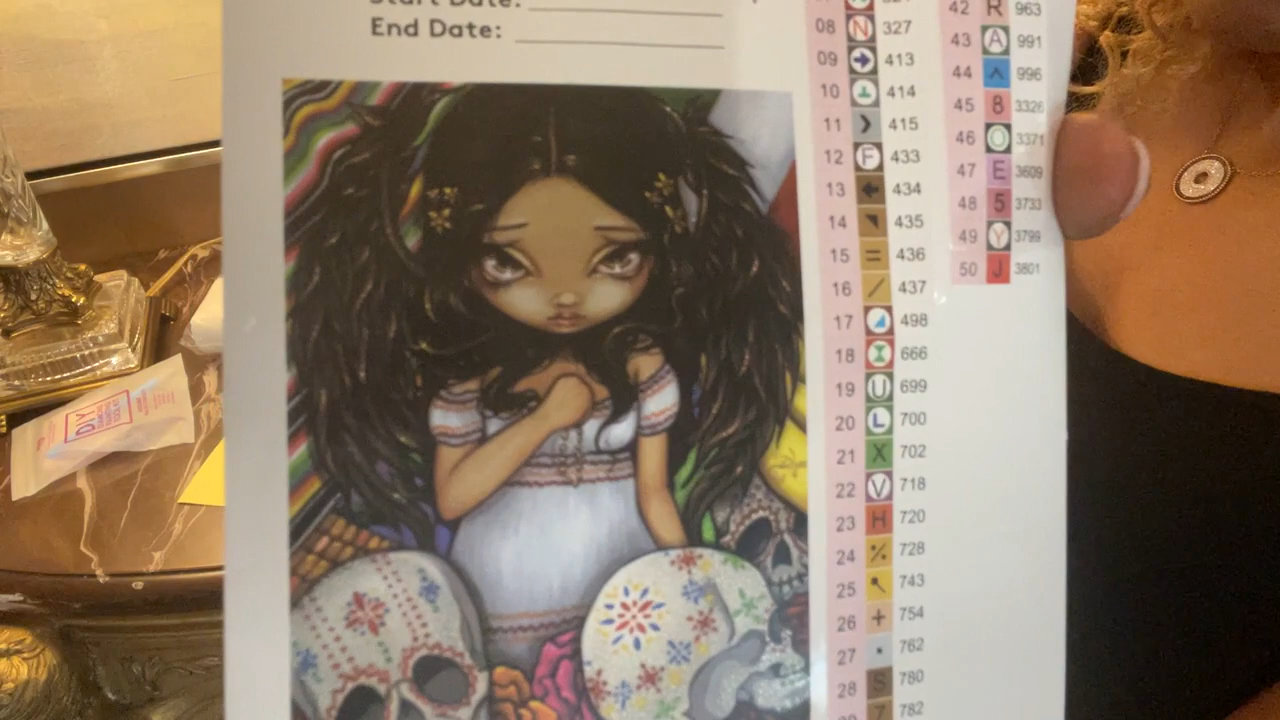 Start Date:
End Date:
08 N 327
09 413
10 414
11 415
12 F 433
13 434
14 435
15 = 436
16 / 437
17 498
18 666
19 U 699
20 L 700
21 X 702
22 V 718
23 H 720
24 728
25 743
26 + 754
27 762
28 S 780
7 782
42 R 963
43 A 991
44 996
45 8 3326
46 O 3371
47 E 3609
48 5 3733
49 Y 3799
50 J 3801
DIY